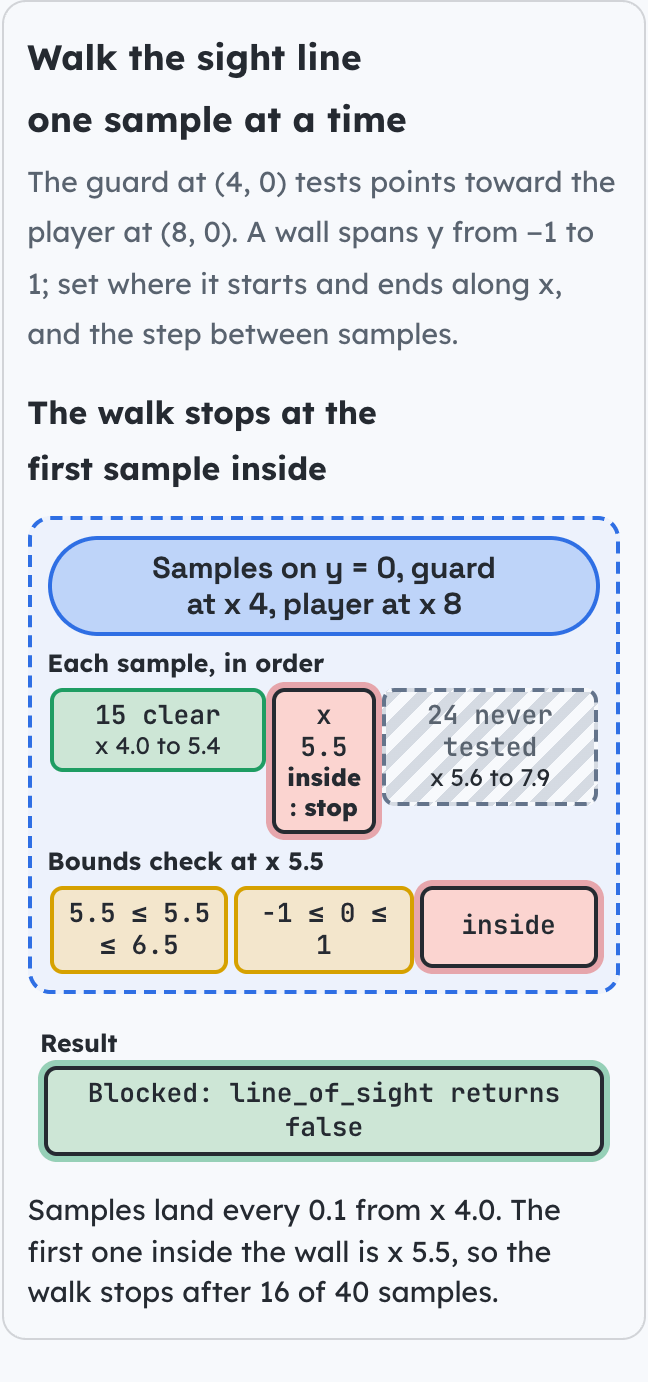 Walk the sight line
one sample at a time
The guard at (4, 0) tests points toward the
player at (8, 0). A wall spans y from −1 to
1; set where it starts and ends along x,
and the step between samples.
The walk stops at the
first sample inside
Samples on y = 0, guard
at x 4, player at x 8
Each sample, in order
15 clear
x 4.0 to 5.4
x
5.5
inside
: stop
24 never
tested
x 5.6 to 7.9
Bounds check at x 5.5
5.5 ≤ 5.5
≤ 6.5
-1 ≤ 0 ≤
1
inside
Result
Blocked: line_of_sight returns
false
Samples land every 0.1 from x 4.0. The
first one inside the wall is x 5.5, so the
walk stops after 16 of 40 samples.